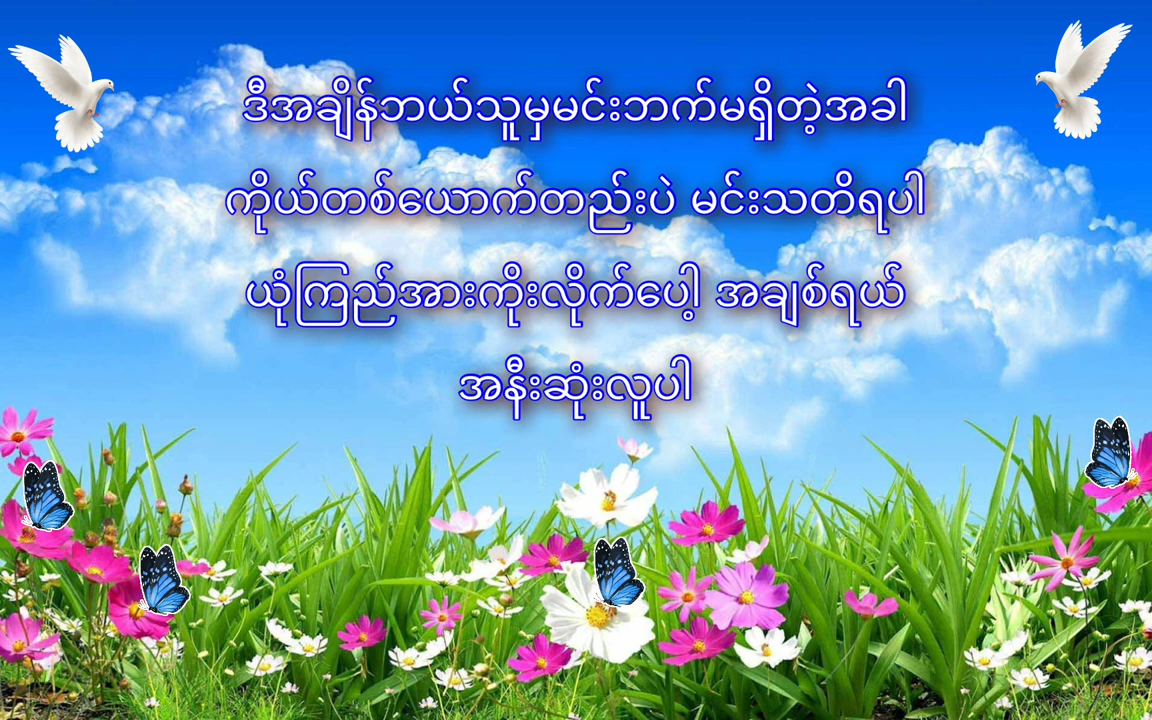 ဒီအချိန်ဘယ်သူမှမင်းဘက်မရှိတဲ့အခါ
ကိုယ်တစ်ယောက်တည်းပဲ မင်းသတိရပါ
ယုံကြည်အားကိုးလိုက်ပေါ့ အချစ်ရယ်
အနီးဆုံးလူပါ